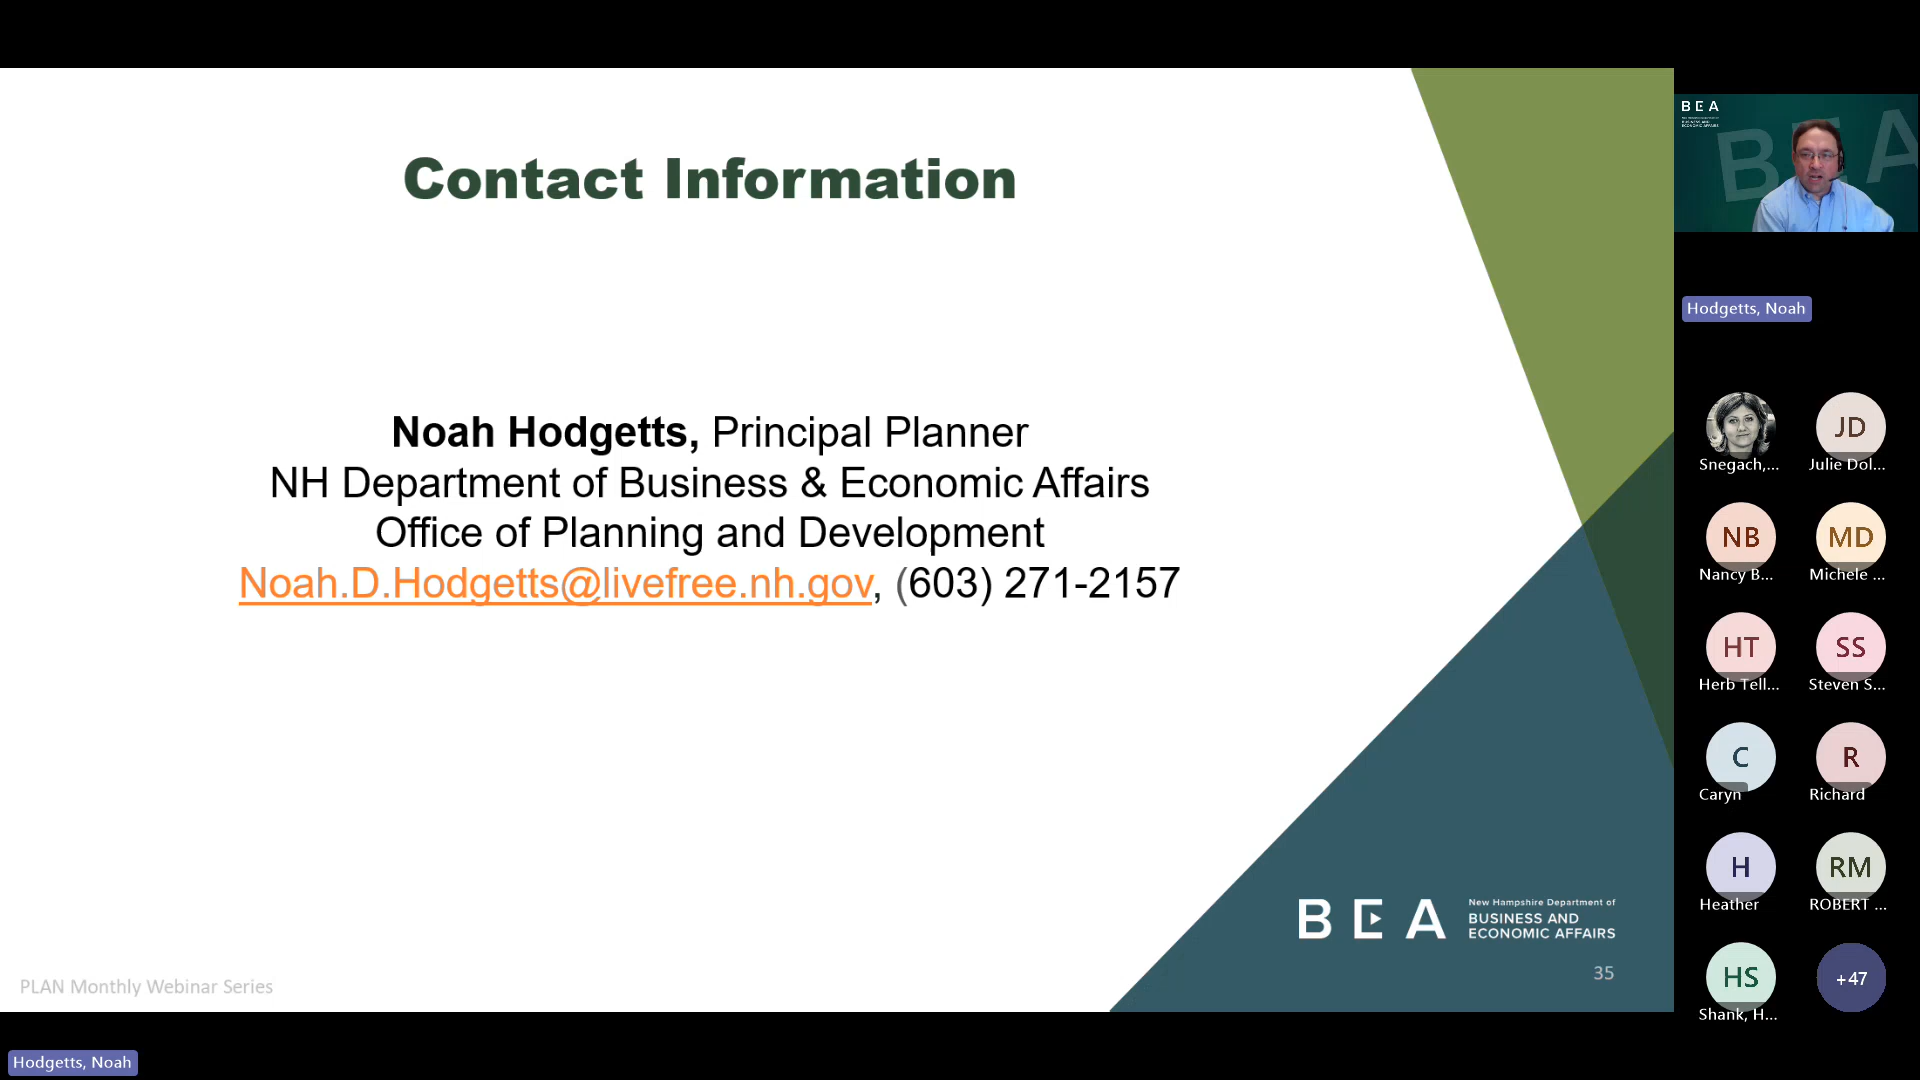 Contact Information
Noah Hodgetts, Principal Planner
NH Department of Business & Economic Affairs
Office of Planning and Development
Noah.D.Hodgetts@livefree.nh.gov, (603) 271-2157
BEA
New Hampshire Department of
BUSINESS AND
ECONOMIC AFFAIRS
35
PLAN Monthly Webinar Series
Hodgetts, Noah
BEA
BEA
Hodgetts, Noah
Snegach,...
JD
Julie Dol...
NB
Nancy B...
MD
Michele ...
HT
Herb Tell...
SS
Steven S...
C
Caryn
R
Richard
H
Heather
RM
ROBERT ...
HS
Shank, H...
+47